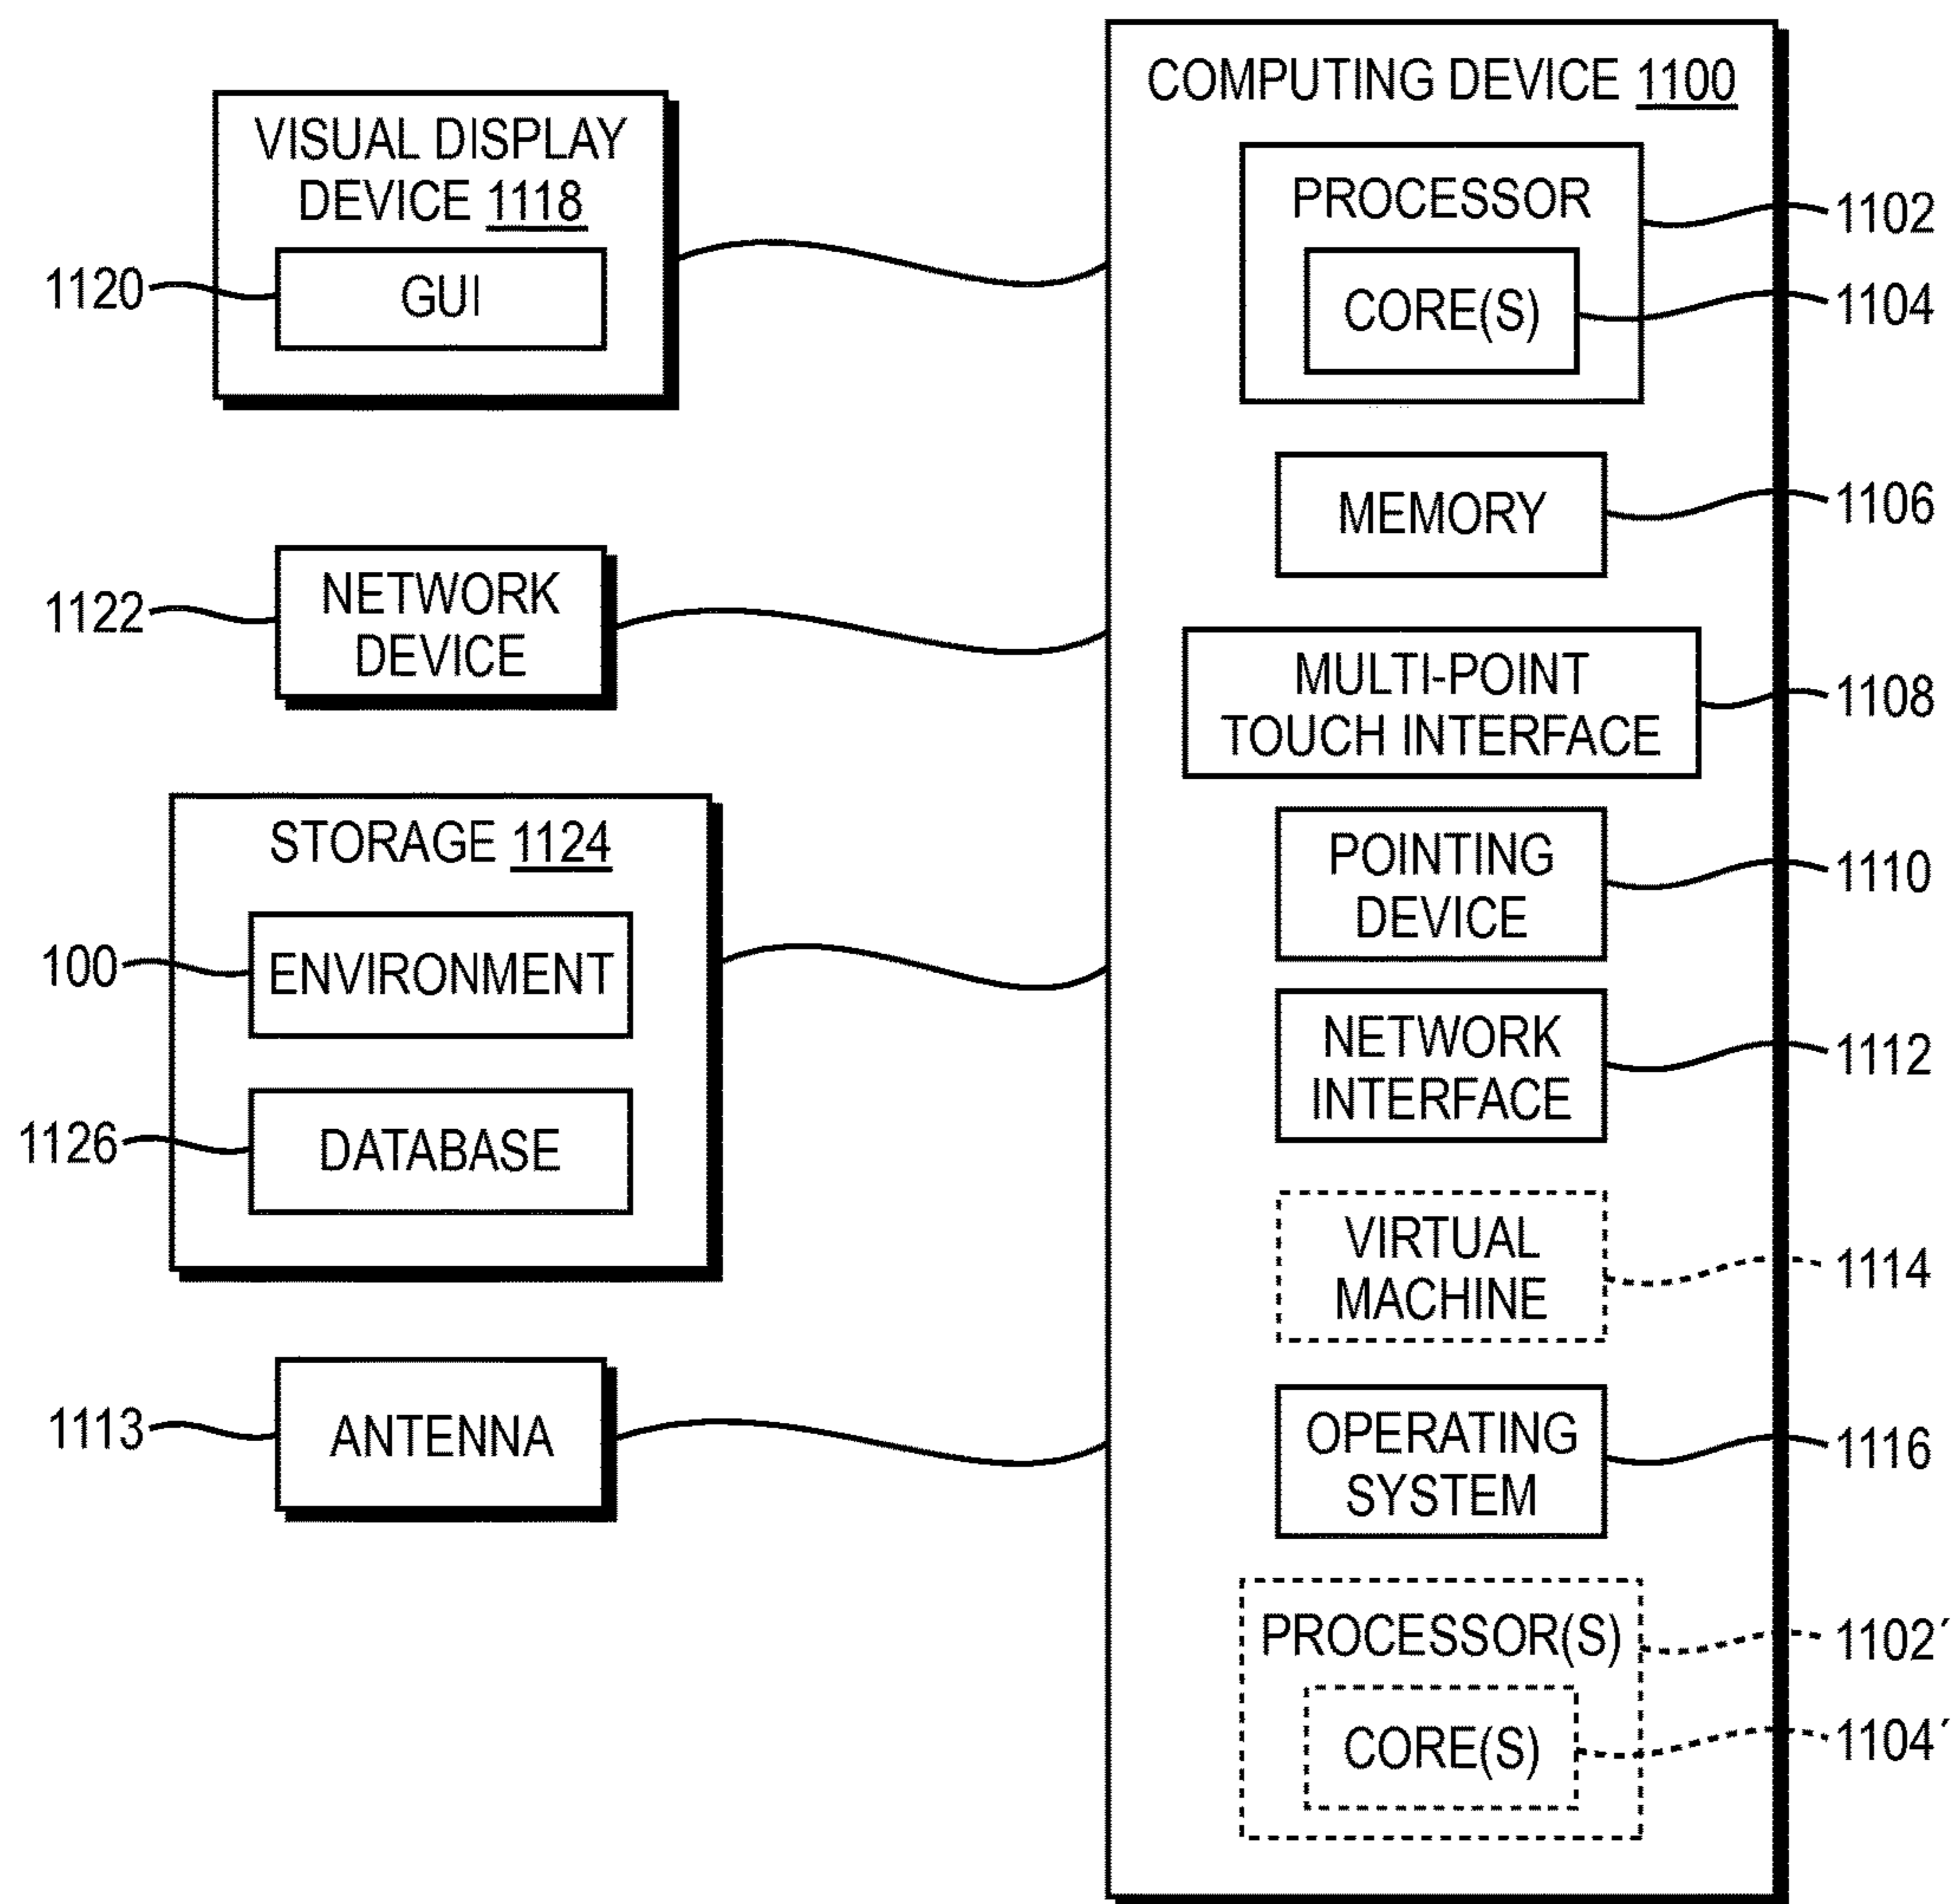 VISUAL DISPLAY
DEVICE 1118
1120
GUI
1122
NETWORK
DEVICE
STORAGE 1124
100
ENVIRONMENT
1126
DATABASE
1113
ANTENNA
COMPUTING DEVICE 1100
PROCESSOR
1102
CORE(S)
1104
MEMORY
1106
MULTI-POINT
TOUCH INTERFACE
1108
POINTING
DEVICE
1110
NETWORK
INTERFACE
1112
VIRTUAL
MACHINE
1114
OPERATING
SYSTEM
1116
PROCESSOR(S)
1102´
CORE(S)
1104´